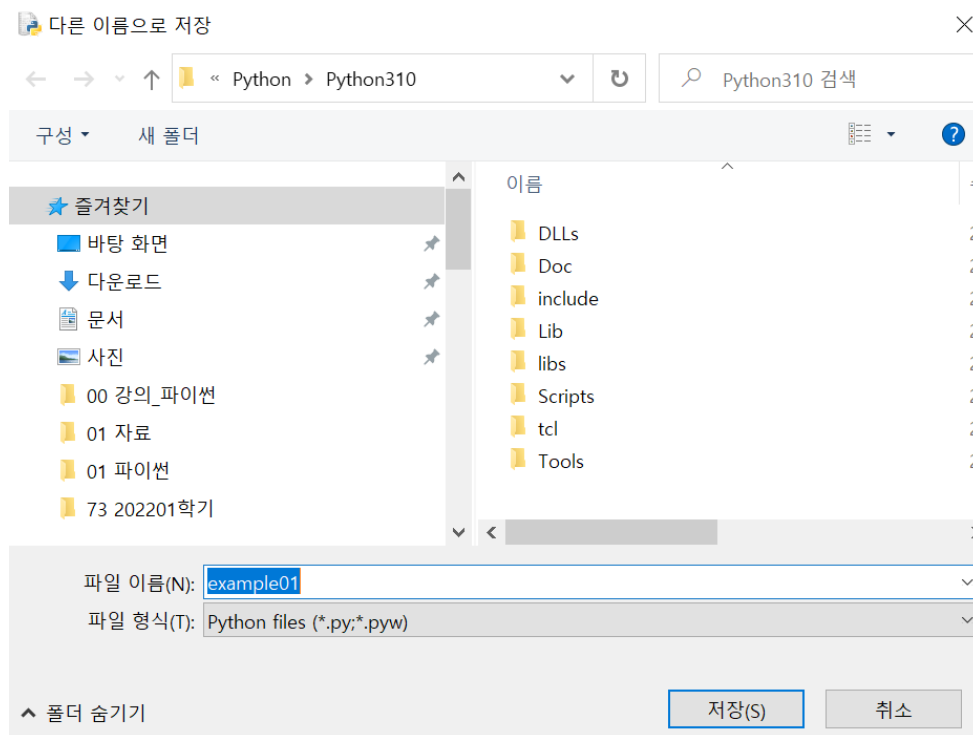 다른 이름으로 저장
« Python > Python310
Python310 검색
구성
새 폴더
즐겨찾기
바탕 화면
다운로드
문서
사진
00 강의_파이썬
01 자료
01 파이썬
73 202201학기
이름
DLLs
Doc
include
Lib
libs
Scripts
tcl
Tools
파일 이름(N): example01
파일 형식(T): Python files (*.py;*.pyw)
폴더 숨기기
저장(S)
취소